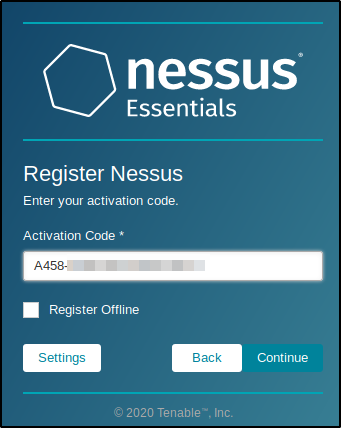 nessus®
Essentials
Register Nessus
Enter your activation code.
Activation Code *
A458-
Register Offline
Settings
Back
Continue
© 2020 Tenable™, Inc.